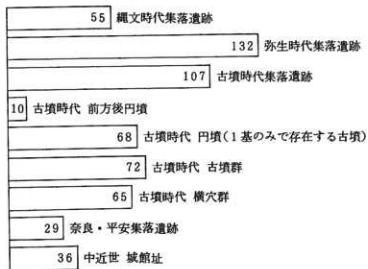 55 縄文時代集落遺跡
132 弥生時代集落遺跡
107 古墳時代集落遺跡
10 古墳時代 前方後円墳
68 古墳時代 円墳(1基のみで存在する古墳)
72 古墳時代 古墳群
65 古墳時代 横穴群
29 奈良・平安集落遺跡
36 中近世 城館址